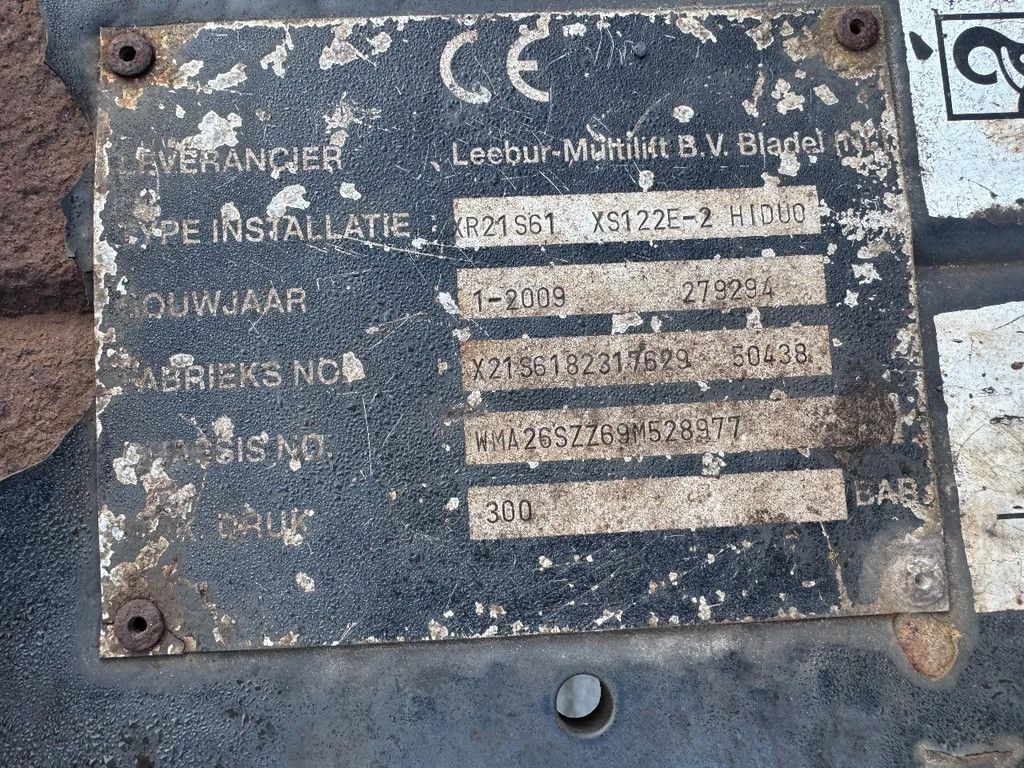 CE
LEVERANCIER Leebur-Multilift B.V. Bladel
TYPE INSTALLATIE : XR21S61 XS122E-2 HIDUO
BOUWJAAR 1-2009 279294
FABRIEKS NO. X21S6182317629 50438
CHASSIS NO. WMA26SZZ69M528977
DRUK 300 BAR